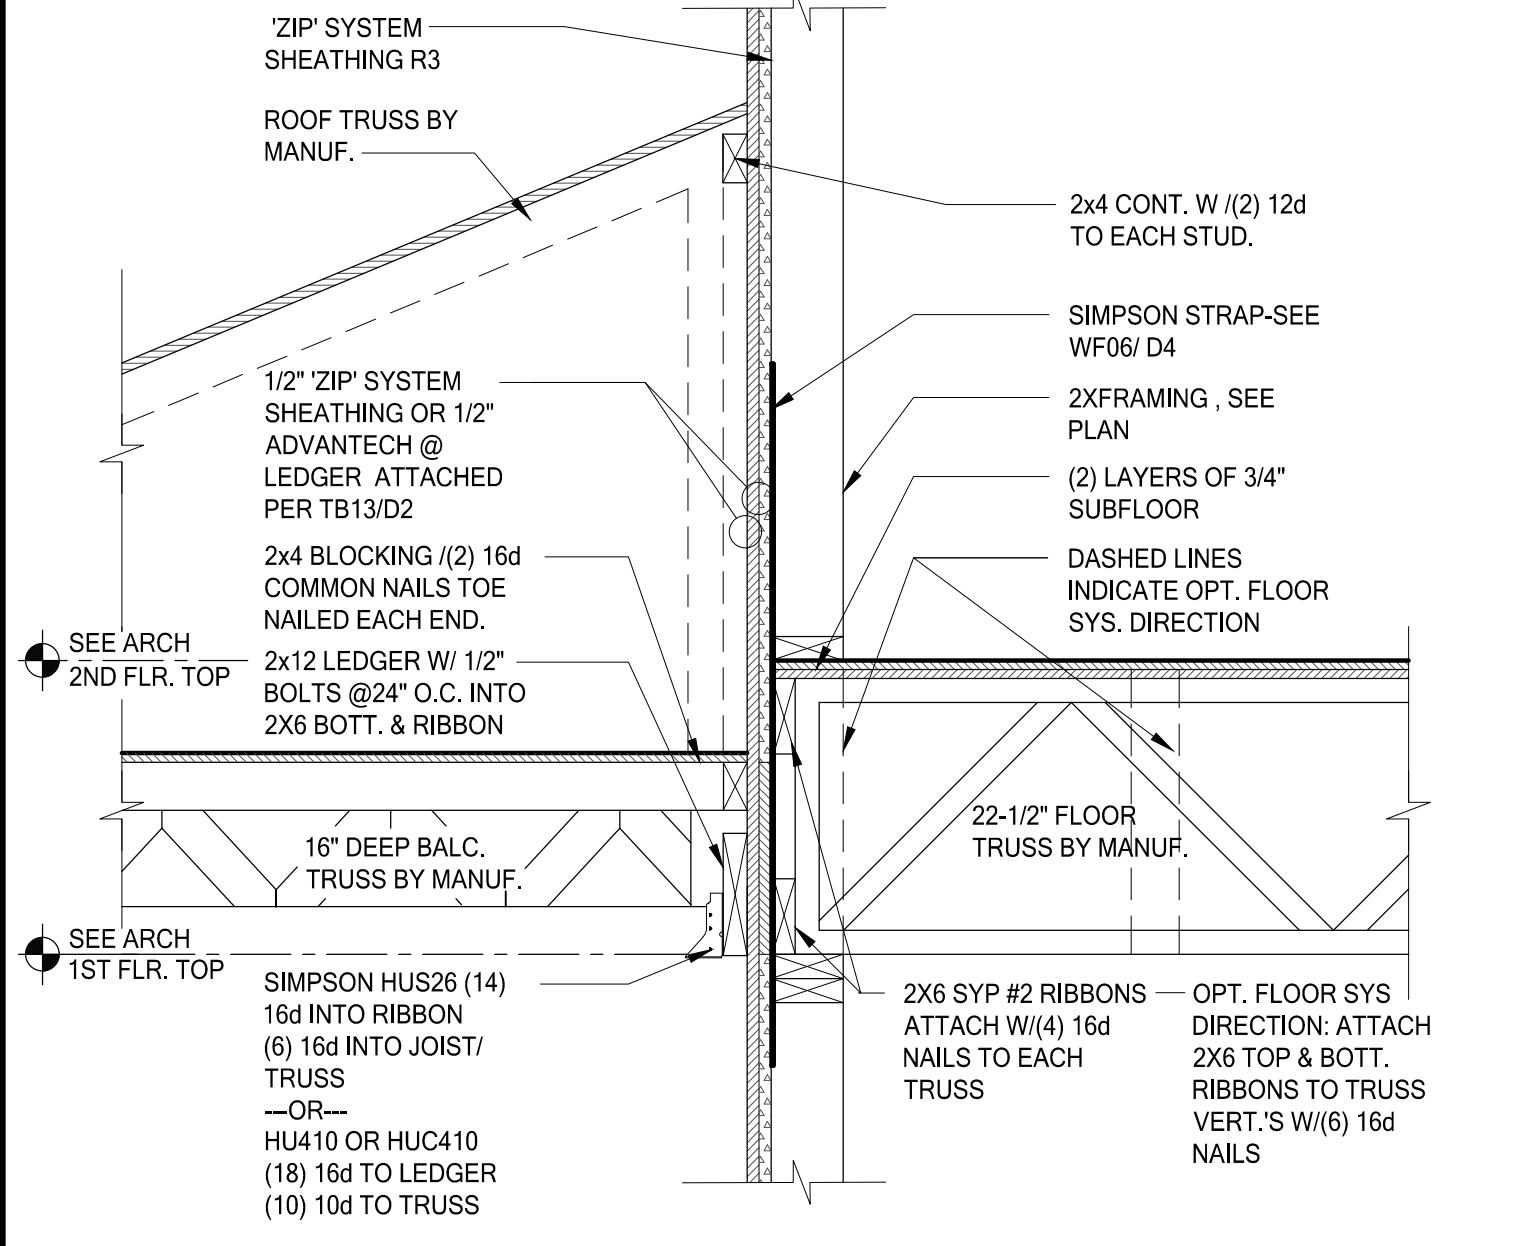 'ZIP' SYSTEM
SHEATHING R3
ROOF TRUSS BY
MANUF.
2x4 CONT. W /(2) 12d
TO EACH STUD.
SIMPSON STRAP-SEE
WF06/ D4
1/2" 'ZIP' SYSTEM
SHEATHING OR 1/2"
ADVANTECH @
LEDGER ATTACHED
PER TB13/D2
2XFRAMING , SEE
PLAN
(2) LAYERS OF 3/4"
SUBFLOOR
2x4 BLOCKING /(2) 16d
COMMON NAILS TOE
NAILED EACH END.
DASHED LINES
INDICATE OPT. FLOOR
SYS. DIRECTION
SEE ARCH
2ND FLR. TOP
2x12 LEDGER W/ 1/2"
BOLTS @24" O.C. INTO
2X6 BOTT. & RIBBON
16" DEEP BALC.
TRUSS BY MANUF.
22-1/2" FLOOR
TRUSS BY MANUF.
SEE ARCH
1ST FLR. TOP
SIMPSON HUS26 (14)
16d INTO RIBBON
(6) 16d INTO JOIST/
TRUSS
---OR---
HU410 OR HUC410
(18) 16d TO LEDGER
(10) 10d TO TRUSS
2X6 SYP #2 RIBBONS
ATTACH W/(4) 16d
NAILS TO EACH
TRUSS
OPT. FLOOR SYS
DIRECTION: ATTACH
2X6 TOP & BOTT.
RIBBONS TO TRUSS
VERT.'S W/(6) 16d
NAILS